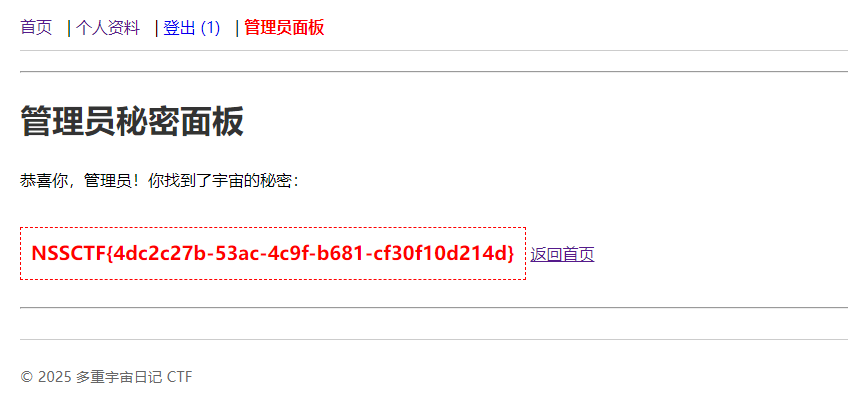 首页 | 个人资料 | 登出 (1) | 管理员面板
管理员秘密面板
恭喜你，管理员！你找到了宇宙的秘密：
NSSCTF{4dc2c27b-53ac-4c9f-b681-cf30f10d214d} 返回首页
© 2025 多重宇宙日记 CTF